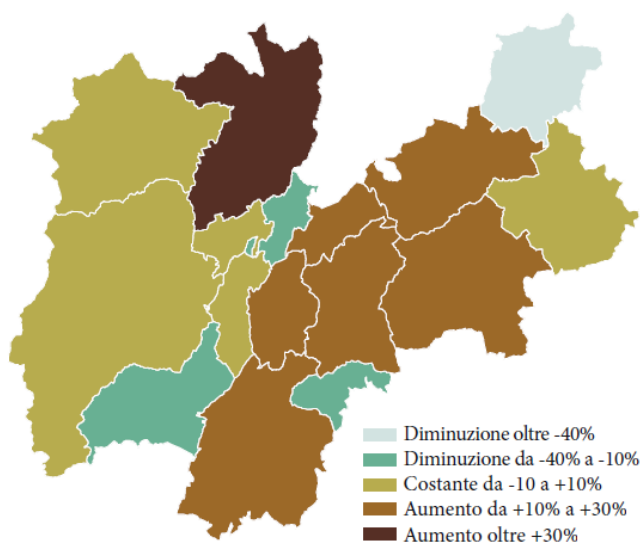 Diminuzione oltre -40%
Diminuzione da -40% a -10%
Costante da -10 a +10%
Aumento da +10% a +30%
Aumento oltre +30%